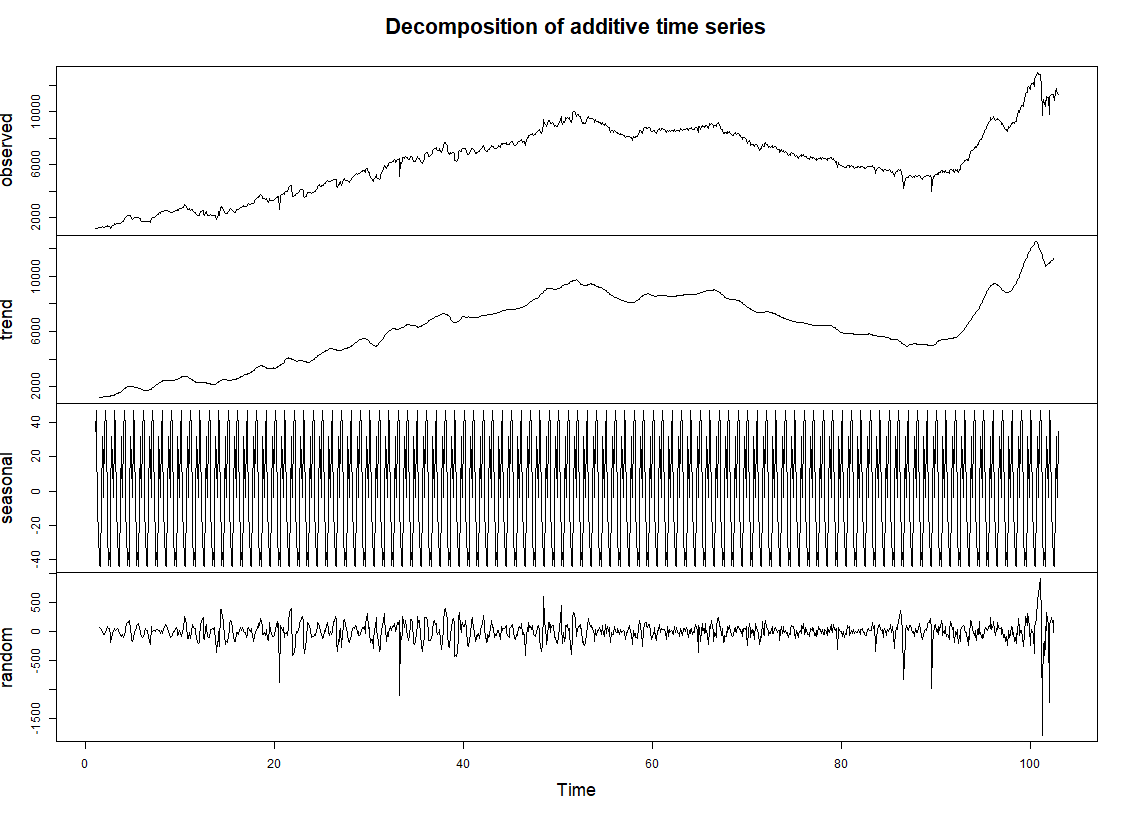 Decomposition of additive time series
observed
2000 6000 10000
trend
2000 6000 10000
seasonal
-40 -20 0 20 40
random
-1500 -500 0 500
0 20 40 60 80 100
Time